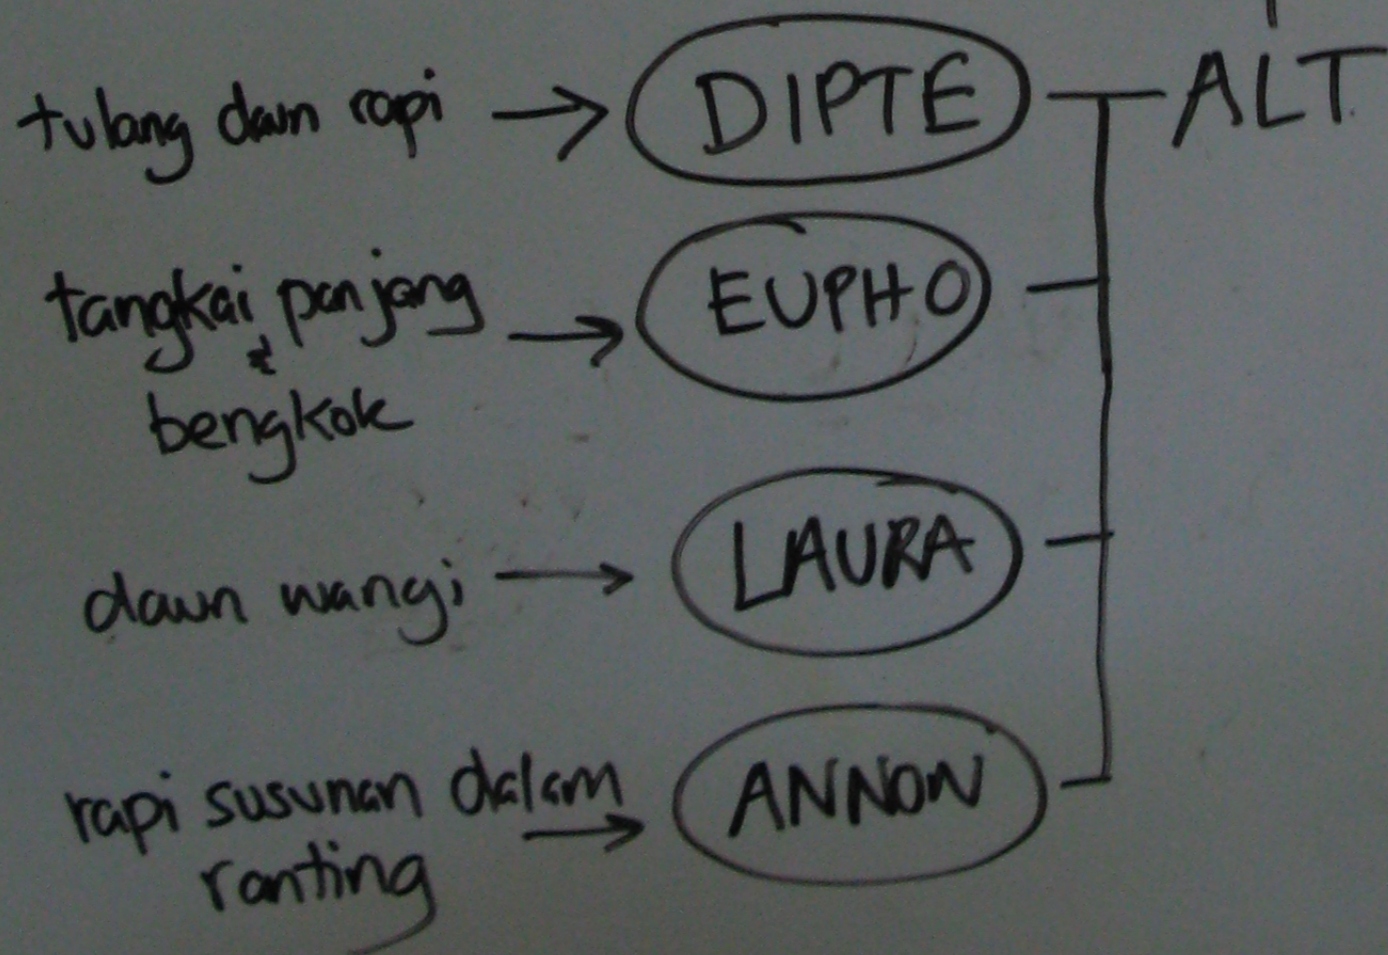 tulang daun rapi → DIPTE ALT
tangkai panjang
&
bengkok → EUPHO
daun wangi → LAURA
rapi susunan dalam
ranting → ANNON